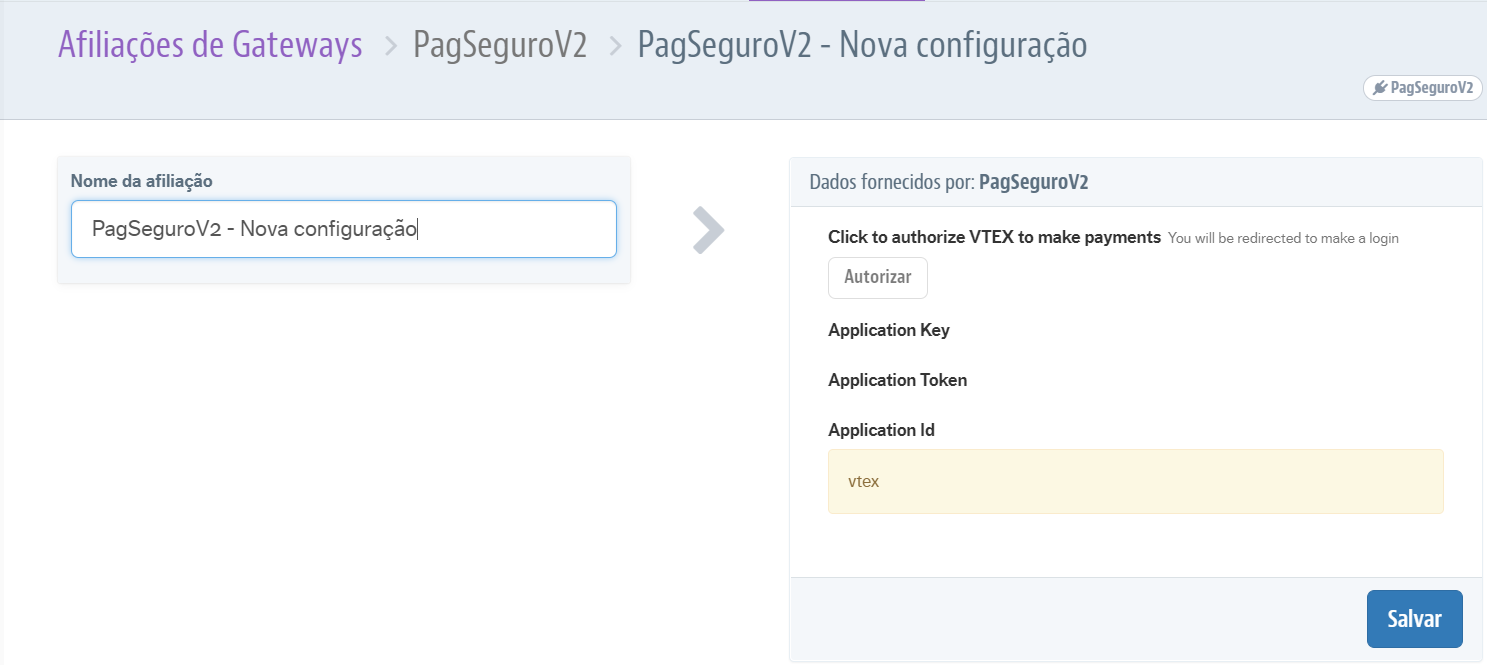 Afiliações de Gateways > PagSeguroV2 > PagSeguroV2 - Nova configuração
PagSeguroV2
Nome da afiliação
PagSeguroV2 - Nova configuração
Dados fornecidos por: PagSeguroV2
Click to authorize VTEX to make payments You will be redirected to make a login
Autorizar
Application Key
Application Token
Application Id
vtex
Salvar